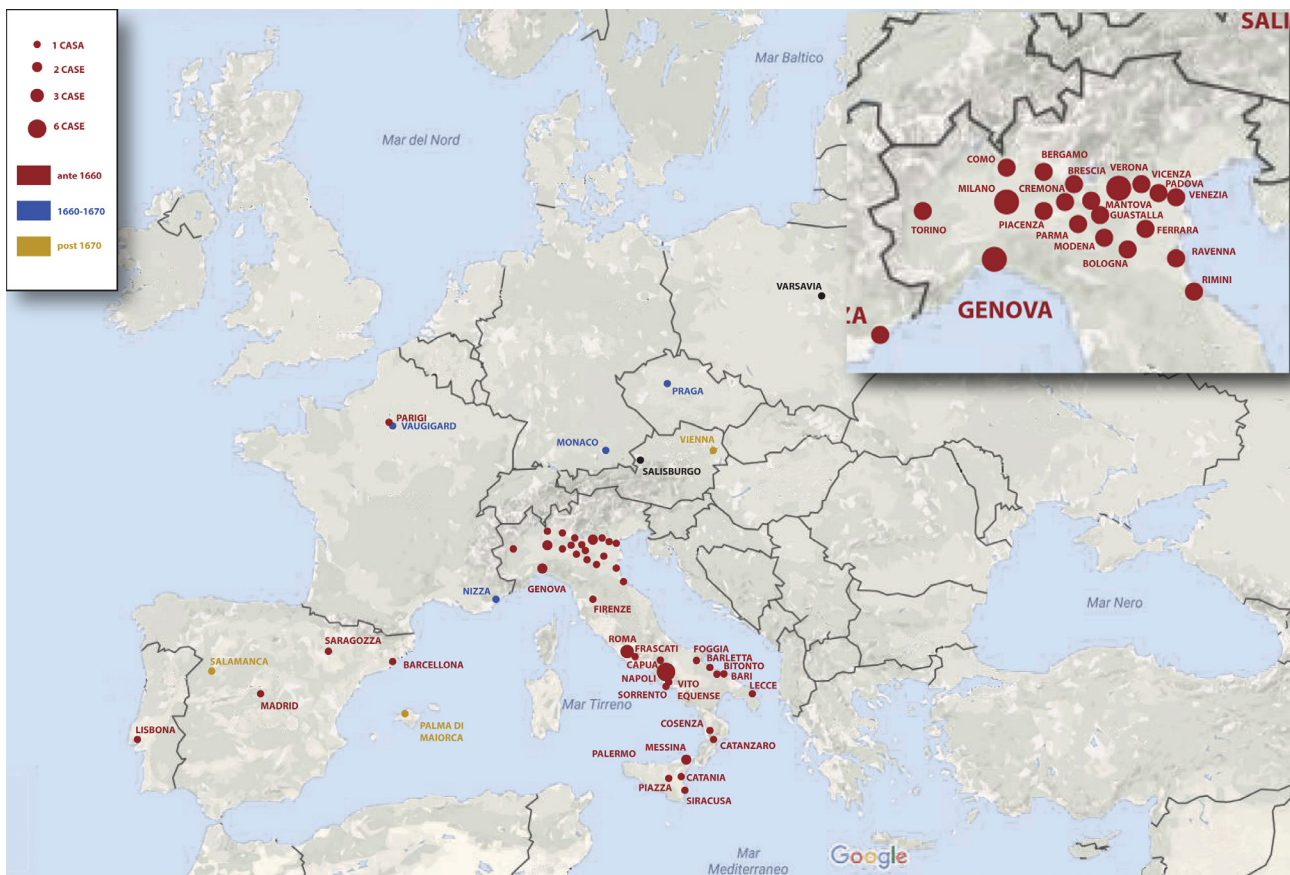 1 CASA
2 CASE
3 CASE
6 CASE
ante 1660
1660-1670
post 1670
Mar Baltico
Mar del Nord
VARSAVIA
PRAGA
PARIGI
VAUGIGARD
MONACO
VIENNA
SALISBURGO
NIZZA
GENOVA
FIRENZE
SARAGOZZA
BARCELLONA
SALAMANCA
MADRID
LISBONA
PALMA DI
MAIORCA
ROMA
FRASCATI
CAPUA
NAPOLI
SORRENTO
VITO
EQUENSE
FOGGIA
BARLETTA
BITONTO
BARI
LECCE
Mar Tirreno
COSENZA
CATANZARO
MESSINA
PALERMO
PIAZZA
CATANIA
SIRACUSA
Mar Nero
Mar
Mediterraneo
Google
SALI
COMO
BERGAMO
BRESCIA
VERONA
VICENZA
PADOVA
VENEZIA
MILANO
CREMONA
MANTOVA
GUASTALLA
PIACENZA
TORINO
PARMA
MODENA
FERRARA
BOLOGNA
RAVENNA
RIMINI
GENOVA
ZA